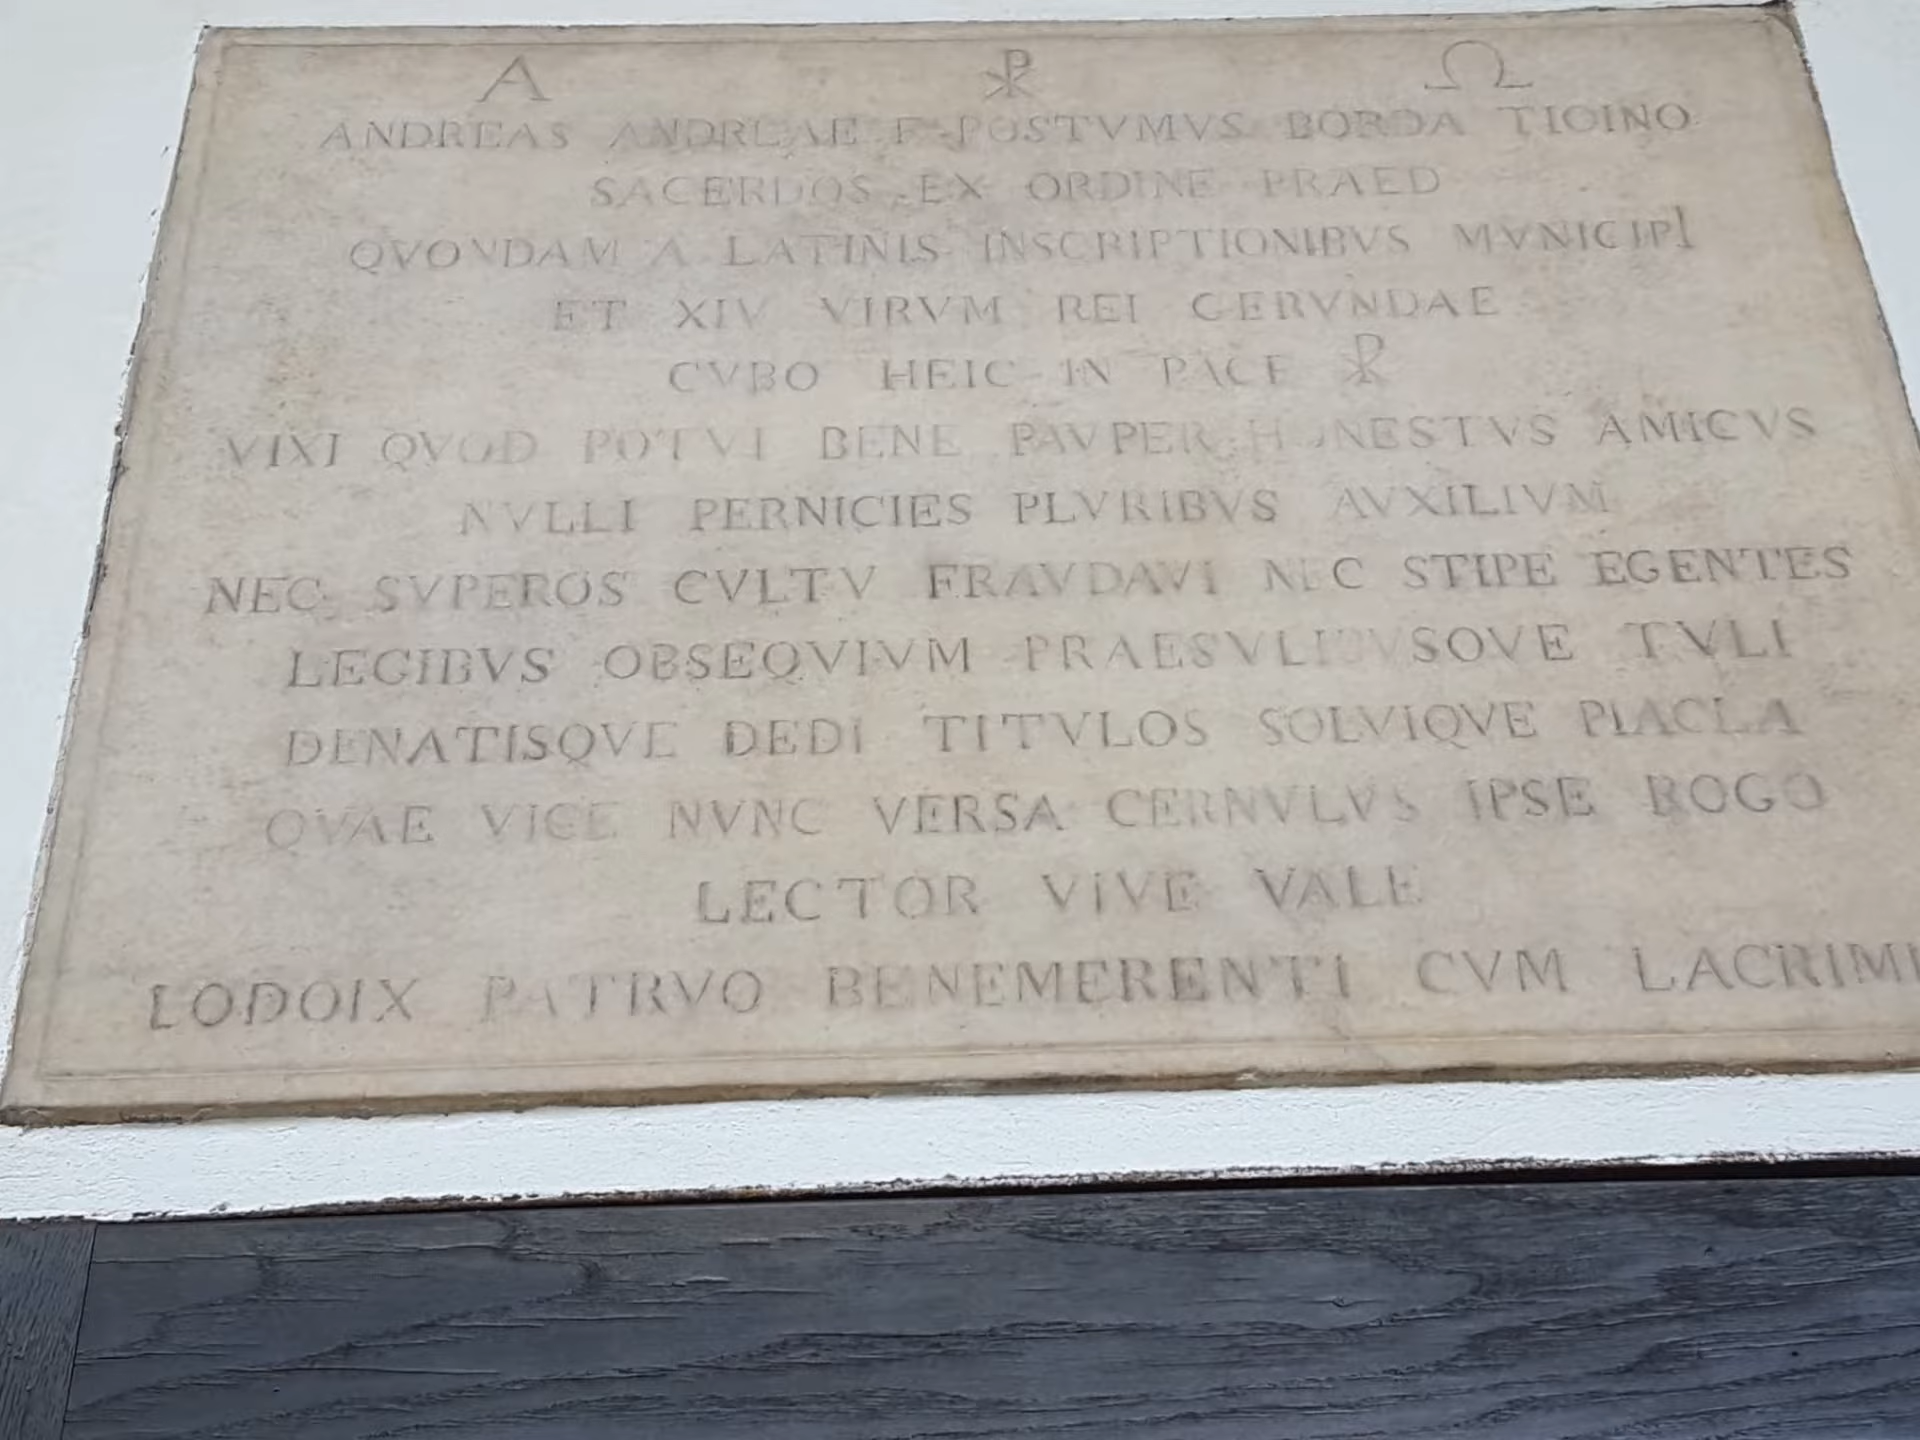 Α ☧ Ω
ANDREAS ANDREAE F POSTVMVS BORDA TICINO
SACERDOS EX ORDINE PRAED
QVONDAM A LATINIS INSCRIPTIONIBVS MVNICIPI
ET XIV VIRVM REI GERVNDAE
CVBO HEIC IN PACE ☧
VIXI QVOD POTVI BENE PAVPER HONESTVS AMICVS
NVLLI PERNICIES PLVRIBVS AVXILIVM
NEC SVPEROS CVLTV FRAVDAVI NEC STIPE EGENTES
LEGIBVS OBSEQVIVM PRAESVLIBVSQVE TVLI
DENATISQVE DEDI TITVLOS SOLVIQVE PIACLA
QVAE VICE NVNC VERSA CERNVLVS IPSE ROGO
LECTOR VIVE VALE
LODOIX PATRVO BENEMERENTI CVM LACRIMI